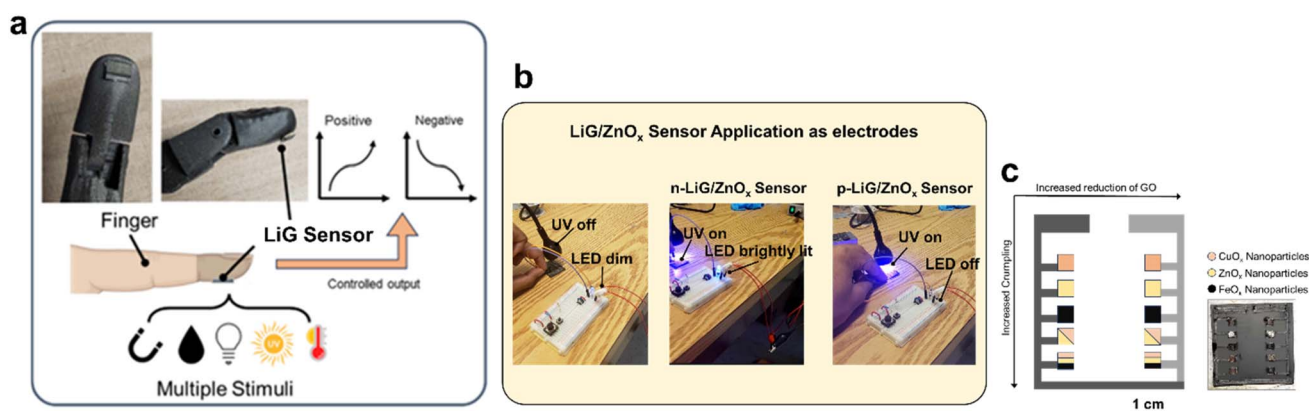 a
Positive
Negative
Finger
LiG Sensor
Controlled output
UV
Multiple Stimuli
b
LiG/ZnOₓ Sensor Application as electrodes
n-LiG/ZnOₓ Sensor
p-LiG/ZnOₓ Sensor
UV off
LED dim
UV on
LED brightly lit
UV on
LED off
c
Increased reduction of GO
Increased Crumpling
CuOₓ Nanoparticles
ZnOₓ Nanoparticles
FeOₓ Nanoparticles
1 cm